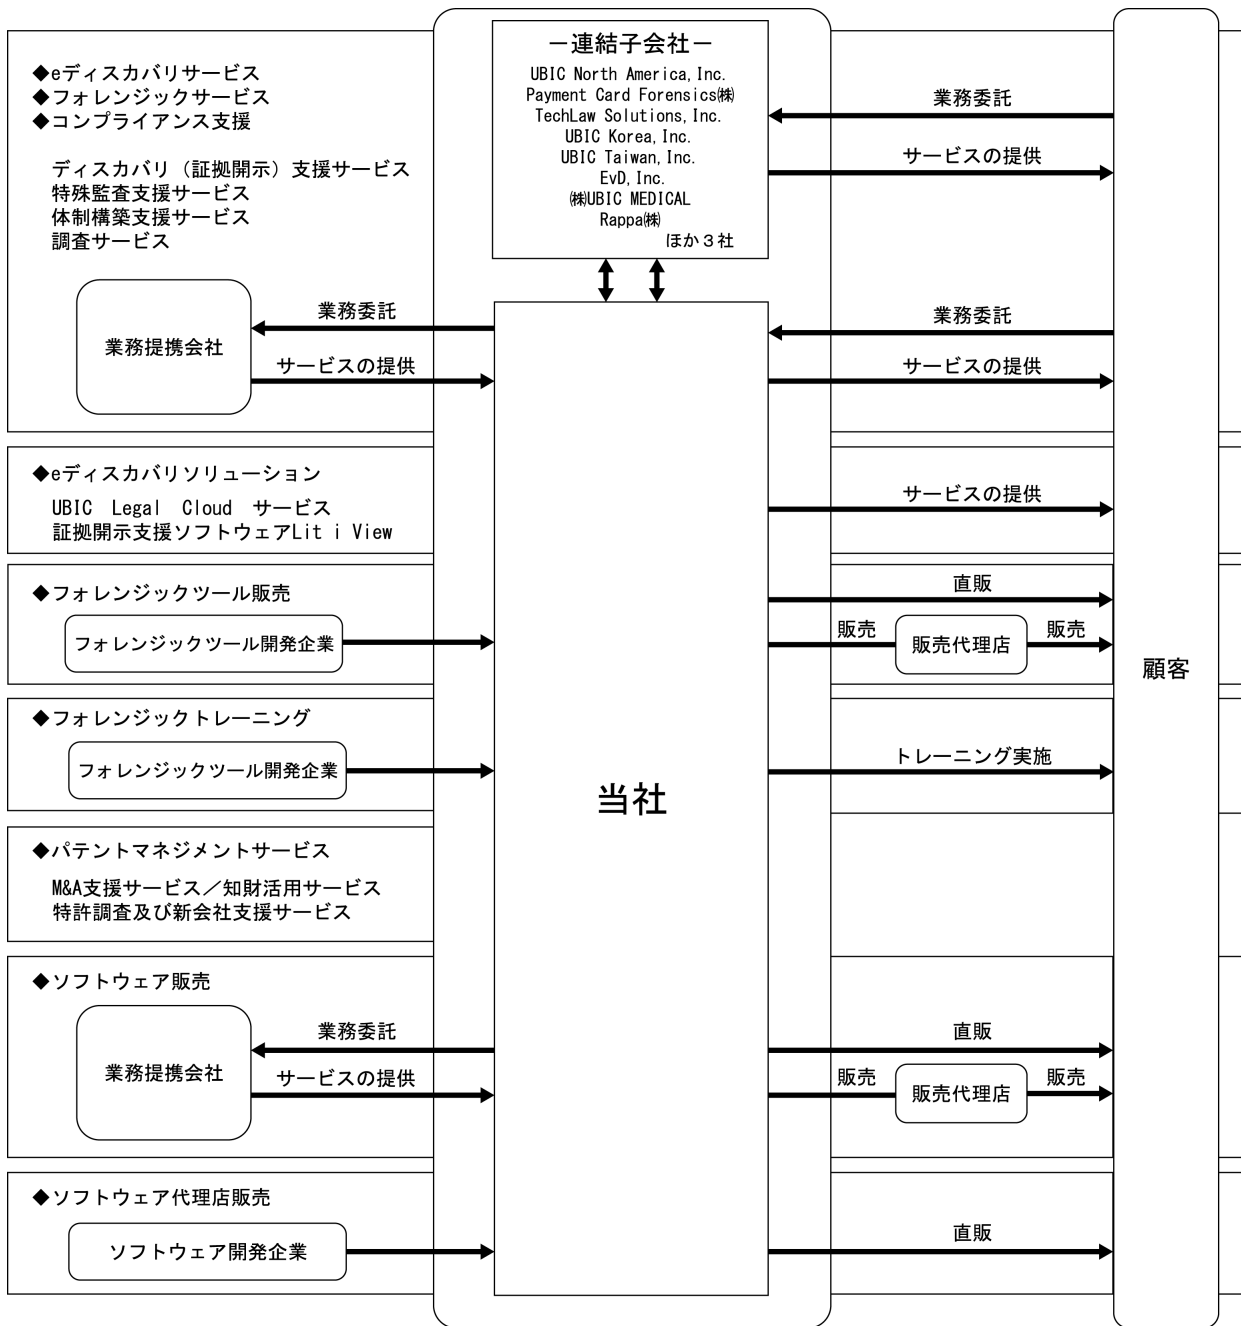 －連結子会社－
UBIC North America, Inc.
Payment Card Forensics㈱
TechLaw Solutions, Inc.
UBIC Korea, Inc.
UBIC Taiwan, Inc.
EvD, Inc.
㈱UBIC MEDICAL
Rappa㈱
ほか３社
◆eディスカバリサービス
◆フォレンジックサービス
◆コンプライアンス支援
ディスカバリ（証拠開示）支援サービス
特殊監査支援サービス
体制構築支援サービス
調査サービス
業務委託
サービスの提供
業務提携会社
業務委託
サービスの提供
業務委託
サービスの提供
◆eディスカバリソリューション
UBIC　Legal　Cloud　サービス
証拠開示支援ソフトウェアLit i View
サービスの提供
◆フォレンジックツール販売
フォレンジックツール開発企業
直販
販売
販売代理店
販売
◆フォレンジックトレーニング
フォレンジックツール開発企業
トレーニング実施
当社
顧客
◆パテントマネジメントサービス
M&A支援サービス／知財活用サービス
特許調査及び新会社支援サービス
◆ソフトウェア販売
業務提携会社
業務委託
サービスの提供
直販
販売
販売代理店
販売
◆ソフトウェア代理店販売
ソフトウェア開発企業
直販